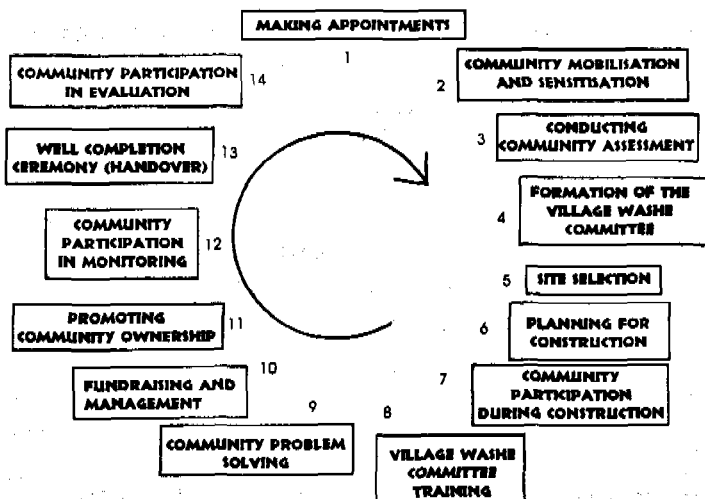 MAKING APPOINTMENTS
1
COMMUNITY MOBILISATION
AND SENSITISATION
2
CONDUCTING
COMMUNITY ASSESSMENT
3
FORMATION OF THE
VILLAGE WASHE
COMMITTEE
4
SITE SELECTION
5
PLANNING FOR
CONSTRUCTION
6
COMMUNITY
PARTICIPATION
DURING CONSTRUCTION
7
VILLAGE WASHE
COMMITTEE
TRAINING
8
COMMUNITY PROBLEM
SOLVING
9
FUNDRAISING AND
MANAGEMENT
10
PROMOTING
COMMUNITY OWNERSHIP
11
COMMUNITY
PARTICIPATION
IN MONITORING
12
WELL COMPLETION
CEREMONY (HANDOVER)
13
COMMUNITY PARTICIPATION
IN EVALUATION
14